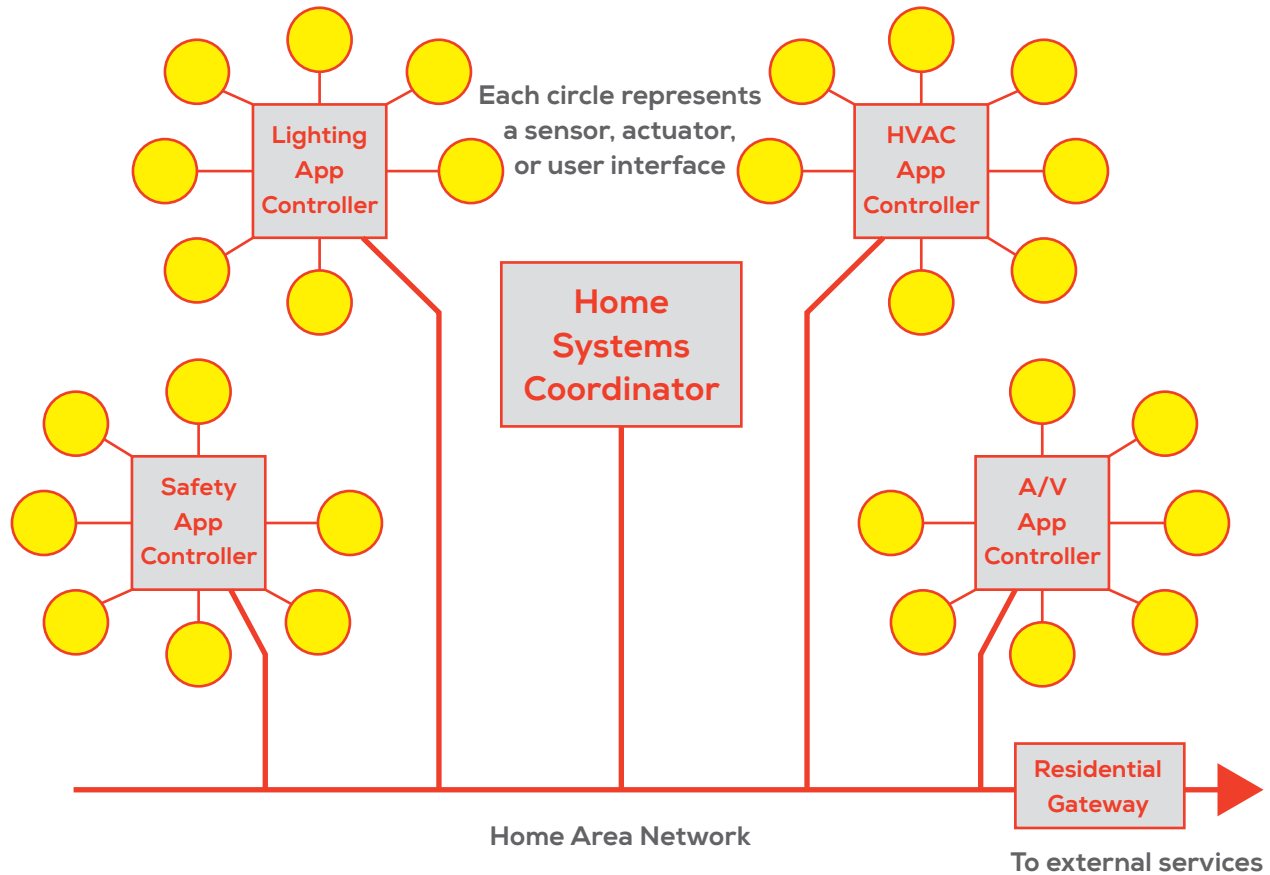 Lighting
App
Controller
Each circle represents
a sensor, actuator,
or user interface
HVAC
App
Controller
Home
Systems
Coordinator
Safety
App
Controller
A/V
App
Controller
Residential
Gateway
Home Area Network
To external services